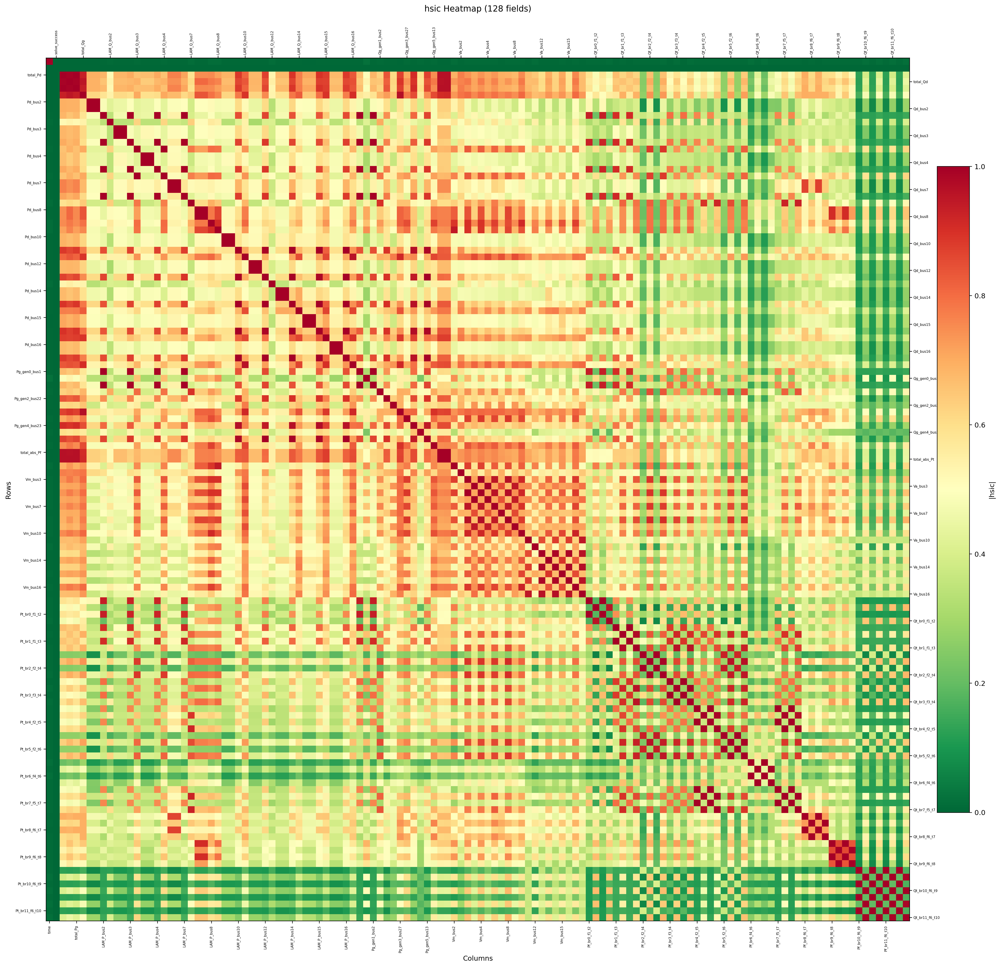 hsic Heatmap (128 fields)
solve_success
total_Qg
LAM_Q_bus2
LAM_Q_bus3
LAM_Q_bus4
LAM_Q_bus7
LAM_Q_bus8
LAM_Q_bus10
LAM_Q_bus12
LAM_Q_bus14
LAM_Q_bus15
LAM_Q_bus16
Qg_gen1_bus2
Qg_gen3_bus27
Qg_gen5_bus13
Va_bus2
Va_bus4
Va_bus8
Va_bus12
Va_bus15
Qf_br0_f1_t2
Qf_br1_f1_t3
Qf_br2_f2_t4
Qf_br3_f3_t4
Qf_br4_f2_t5
Qf_br5_f2_t6
Qf_br6_f4_t6
Qf_br7_f5_t7
Qf_br8_f6_t7
Qf_br9_f6_t8
Qf_br10_f6_t9
Qf_br11_f6_t10
Rows
total_Pd
Pd_bus2
Pd_bus3
Pd_bus4
Pd_bus7
Pd_bus8
Pd_bus10
Pd_bus12
Pd_bus14
Pd_bus15
Pd_bus16
Pg_gen0_bus1
Pg_gen2_bus22
Pg_gen4_bus23
total_abs_Pf
Vm_bus3
Vm_bus7
Vm_bus10
Vm_bus14
Vm_bus16
Pt_br0_f1_t2
Pt_br1_f1_t3
Pt_br2_f2_t4
Pt_br3_f3_t4
Pt_br4_f2_t5
Pt_br5_f2_t6
Pt_br6_f4_t6
Pt_br7_f5_t7
Pt_br8_f6_t7
Pt_br9_f6_t8
Pt_br10_f6_t9
Pt_br11_f6_t10
total_Qd
Qd_bus2
Qd_bus3
Qd_bus4
Qd_bus7
Qd_bus8
Qd_bus10
Qd_bus12
Qd_bus14
Qd_bus15
Qd_bus16
Qg_gen0_bus
Qg_gen2_bus
Qg_gen4_bus
total_abs_Pt
Va_bus3
Va_bus7
Va_bus10
Va_bus14
Va_bus16
Qt_br0_f1_t2
Qt_br1_f1_t3
Qt_br2_f2_t4
Qt_br3_f3_t4
Qt_br4_f2_t5
Qt_br5_f2_t6
Qt_br6_f4_t6
Qt_br7_f5_t7
Qt_br8_f6_t7
Qt_br9_f6_t8
Qt_br10_f6_t9
Qt_br11_f6_t10
1.0
0.8
0.6
0.4
0.2
0.0
|hsic|
time
total_Pg
LAM_P_bus2
LAM_P_bus3
LAM_P_bus4
LAM_P_bus7
LAM_P_bus8
LAM_P_bus10
LAM_P_bus12
LAM_P_bus14
LAM_P_bus15
LAM_P_bus16
Pg_gen1_bus2
Pg_gen3_bus27
Pg_gen5_bus13
Vm_bus2
Vm_bus4
Vm_bus8
Vm_bus12
Vm_bus15
Pf_br0_f1_t2
Pf_br1_f1_t3
Pf_br2_f2_t4
Pf_br3_f3_t4
Pf_br4_f2_t5
Pf_br5_f2_t6
Pf_br6_f4_t6
Pf_br7_f5_t7
Pf_br8_f6_t7
Pf_br9_f6_t8
Pf_br10_f6_t9
Pf_br11_f6_t10
Columns